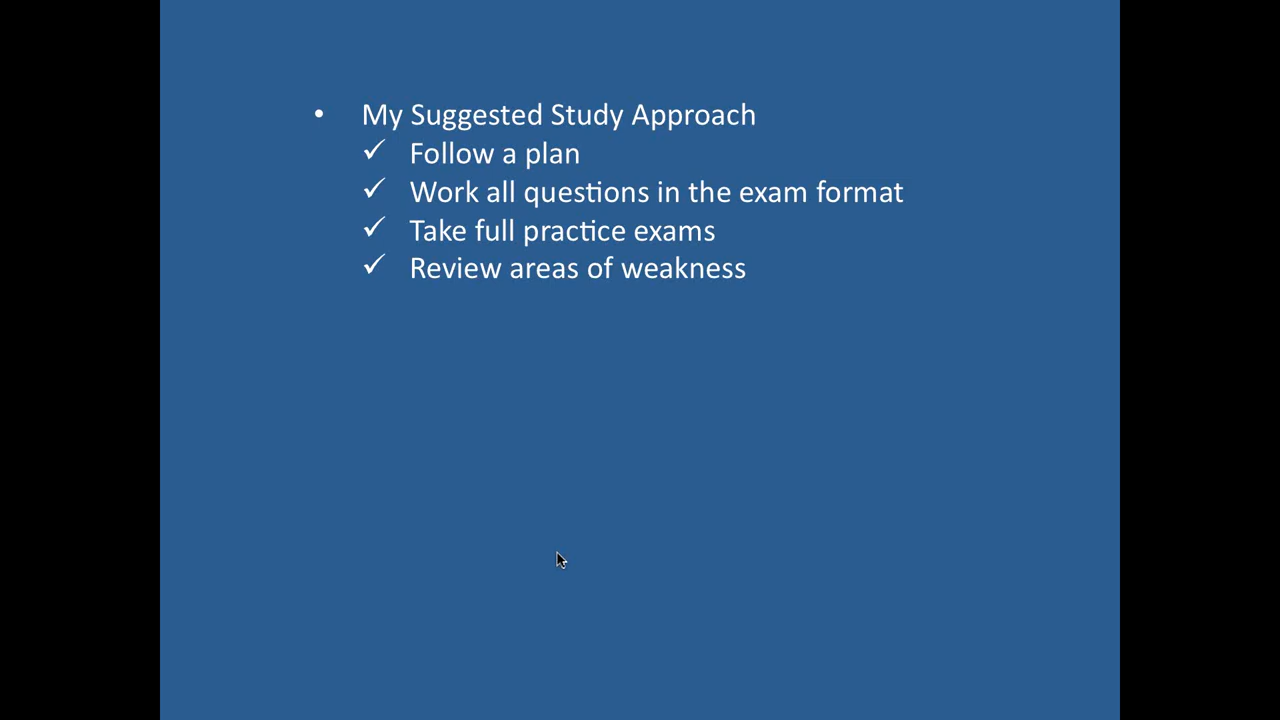 • My Suggested Study Approach
✓ Follow a plan
✓ Work all questions in the exam format
✓ Take full practice exams
✓ Review areas of weakness